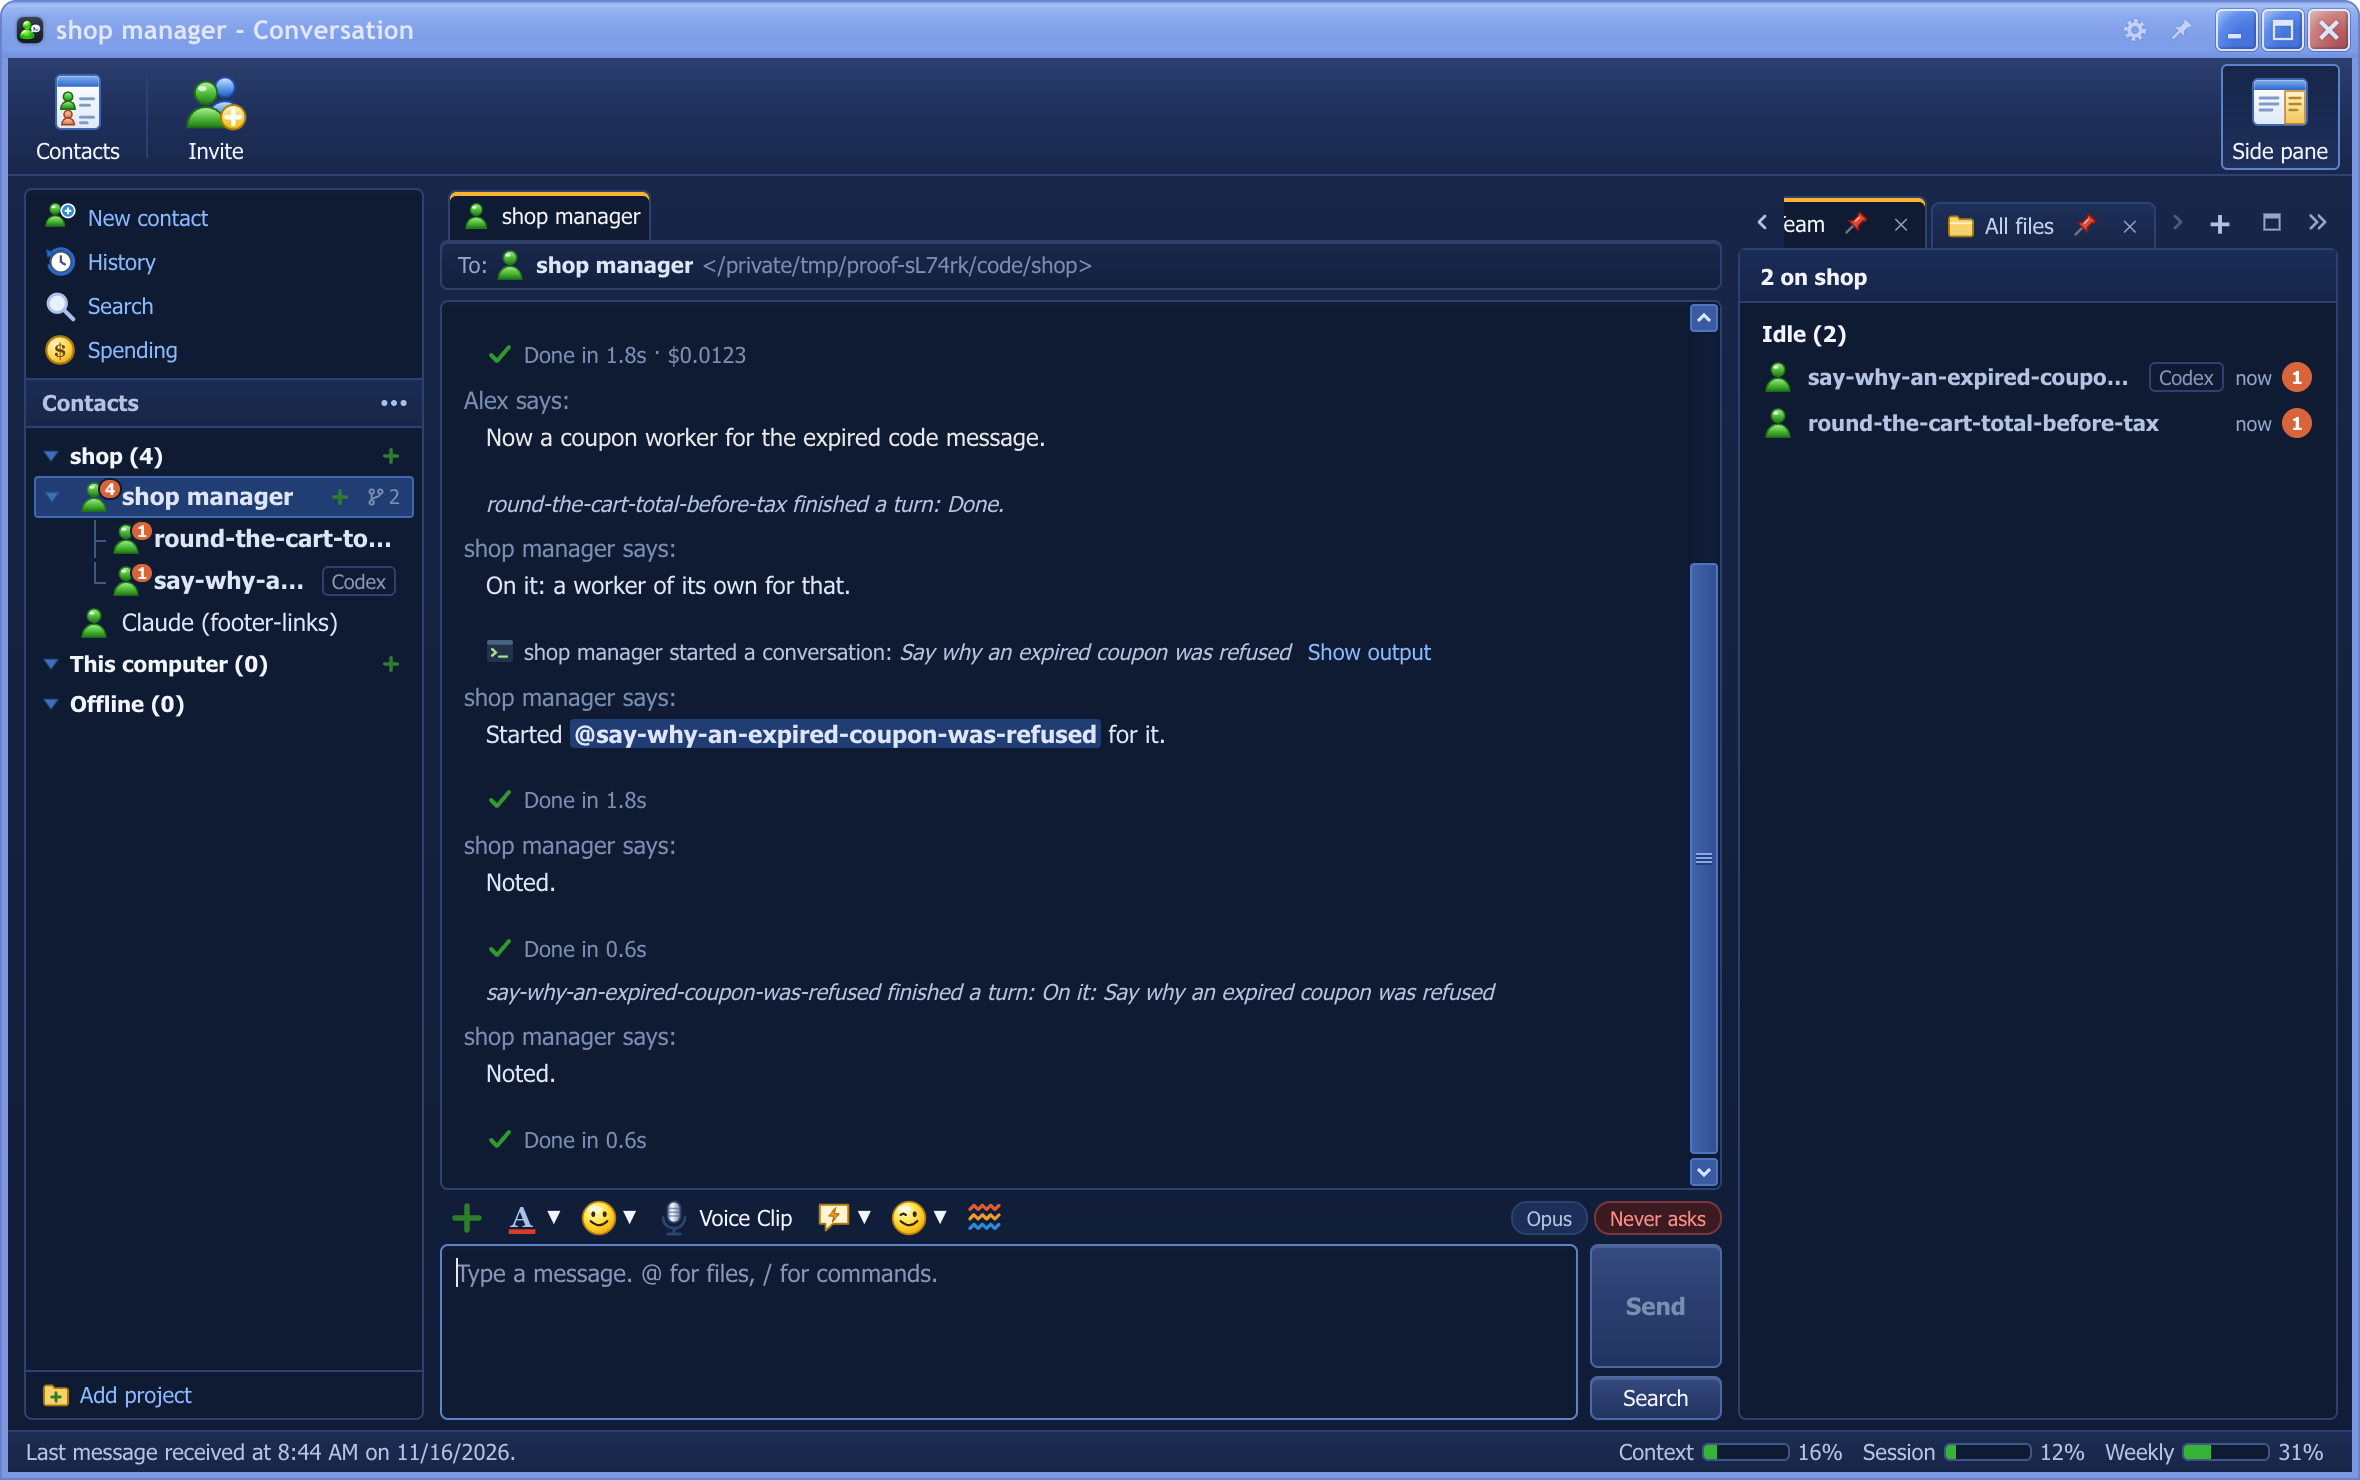 shop manager - Conversation
Contacts
Invite
Side pane
New contact
History
Search
Spending
Contacts
shop (4)
4
shop manager
2
1
round-the-cart-to...
1
say-why-a...
Codex
Claude (footer-links)
This computer (0)
Offline (0)
Add project
shop manager
To: shop manager </private/tmp/proof-sL74rk/code/shop>
Done in 1.8s · $0.0123
Alex says:
Now a coupon worker for the expired code message.
round-the-cart-total-before-tax finished a turn: Done.
shop manager says:
On it: a worker of its own for that.
shop manager started a conversation: Say why an expired coupon was refused Show output
shop manager says:
Started @say-why-an-expired-coupon-was-refused for it.
Done in 1.8s
shop manager says:
Noted.
Done in 0.6s
say-why-an-expired-coupon-was-refused finished a turn: On it: Say why an expired coupon was refused
shop manager says:
Noted.
Done in 0.6s
A
Voice Clip
Opus
Never asks
Type a message. @ for files, / for commands.
Send
Search
eam
All files
2 on shop
Idle (2)
say-why-an-expired-coupo... Codex now 1
round-the-cart-total-before-tax now 1
Last message received at 8:44 AM on 11/16/2026.
Context 16% Session 12% Weekly 31%